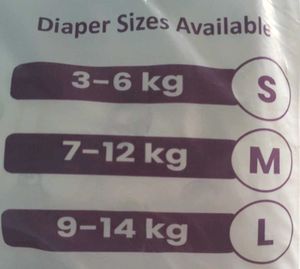 Diaper Sizes Available
3–6 kg S
7–12 kg M
9–14 kg L